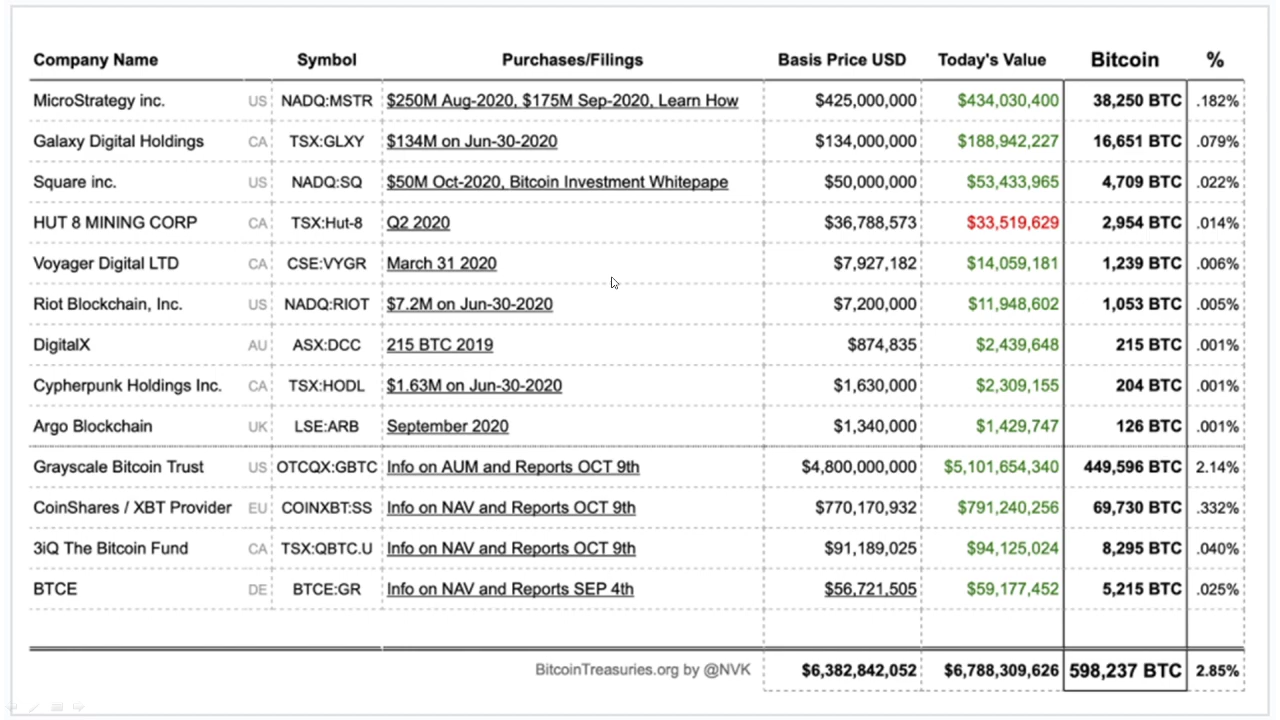 Company Name Symbol Purchases/Filings Basis Price USD Today's Value Bitcoin %
MicroStrategy inc. US NADQ:MSTR $250M Aug-2020, $175M Sep-2020, Learn How $425,000,000 $434,030,400 38,250 BTC .182%
Galaxy Digital Holdings CA TSX:GLXY $134M on Jun-30-2020 $134,000,000 $188,942,227 16,651 BTC .079%
Square inc. US NADQ:SQ $50M Oct-2020, Bitcoin Investment Whitepape $50,000,000 $53,433,965 4,709 BTC .022%
HUT 8 MINING CORP CA TSX:Hut-8 Q2 2020 $36,788,573 $33,519,629 2,954 BTC .014%
Voyager Digital LTD CA CSE:VYGR March 31 2020 $7,927,182 $14,059,181 1,239 BTC .006%
Riot Blockchain, Inc. US NADQ:RIOT $7.2M on Jun-30-2020 $7,200,000 $11,948,602 1,053 BTC .005%
DigitalX AU ASX:DCC 215 BTC 2019 $874,835 $2,439,648 215 BTC .001%
Cypherpunk Holdings Inc. CA TSX:HODL $1.63M on Jun-30-2020 $1,630,000 $2,309,155 204 BTC .001%
Argo Blockchain UK LSE:ARB September 2020 $1,340,000 $1,429,747 126 BTC .001%
Grayscale Bitcoin Trust US OTCQX:GBTC Info on AUM and Reports OCT 9th $4,800,000,000 $5,101,654,340 449,596 BTC 2.14%
CoinShares / XBT Provider EU COINXBT:SS Info on NAV and Reports OCT 9th $770,170,932 $791,240,256 69,730 BTC .332%
3iQ The Bitcoin Fund CA TSX:QBTC.U Info on NAV and Reports OCT 9th $91,189,025 $94,125,024 8,295 BTC .040%
BTCE DE BTCE:GR Info on NAV and Reports SEP 4th $56,721,505 $59,177,452 5,215 BTC .025%
BitcoinTreasuries.org by @NVK $6,382,842,052 $6,788,309,626 598,237 BTC 2.85%